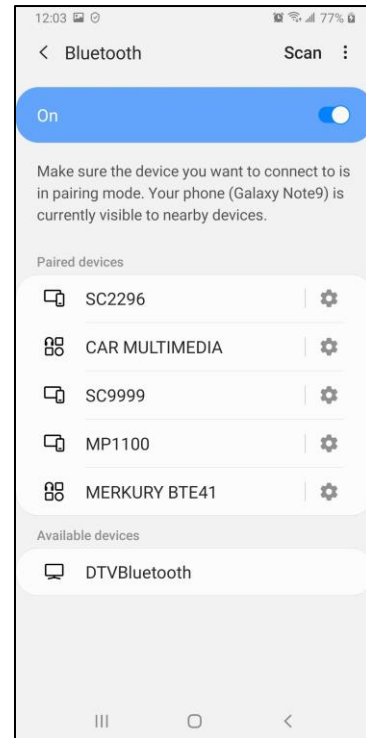 12:03 77%
Bluetooth Scan
On
Make sure the device you want to connect to is
in pairing mode. Your phone (Galaxy Note9) is
currently visible to nearby devices.
Paired devices
SC2296
CAR MULTIMEDIA
SC9999
MP1100
MERKURY BTE41
Available devices
DTVBluetooth